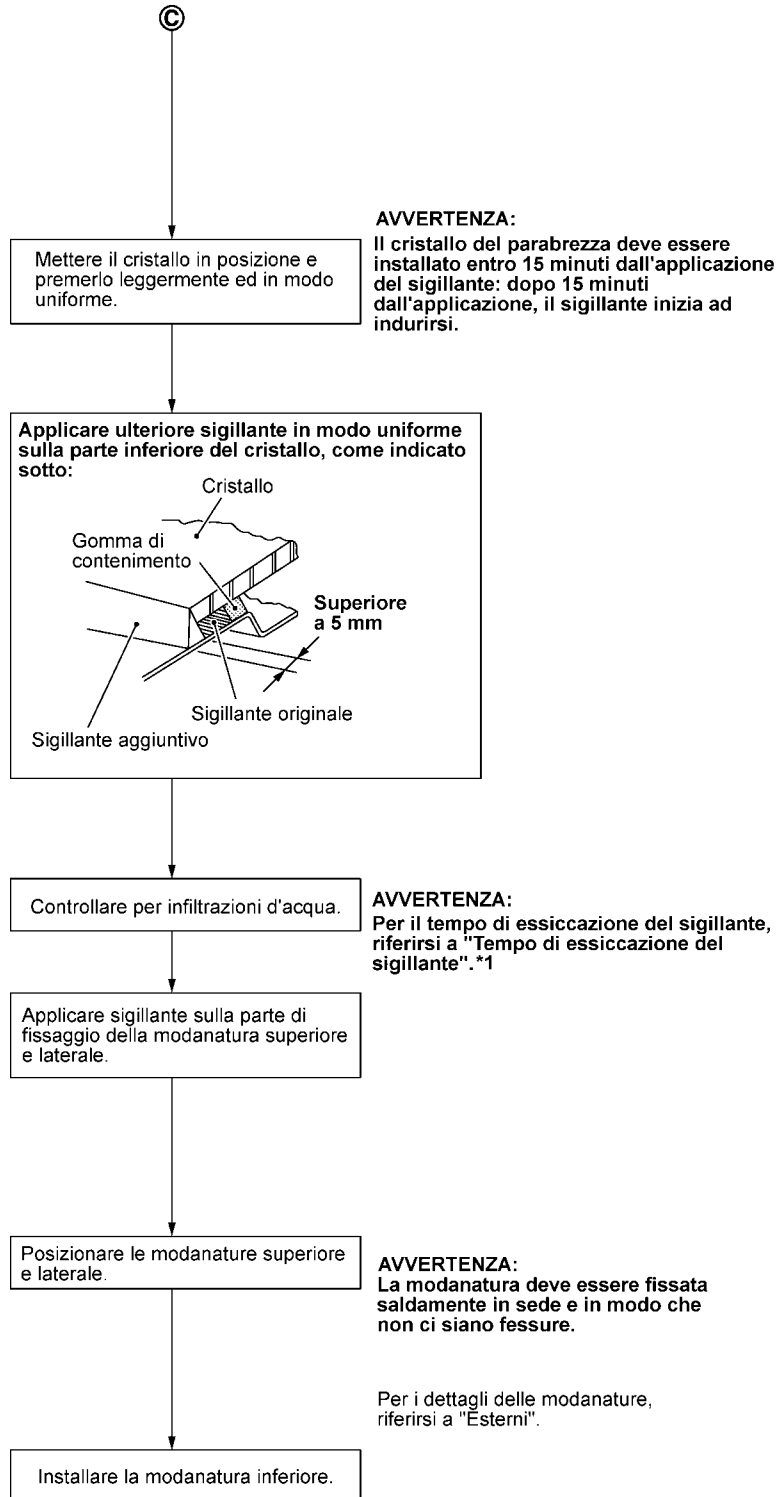 ©
AVVERTENZA:
Il cristallo del parabrezza deve essere
installato entro 15 minuti dall'applicazione
del sigillante: dopo 15 minuti
dall'applicazione, il sigillante inizia ad
indurirsi.
Mettere il cristallo in posizione e
premerlo leggermente ed in modo
uniforme.
Applicare ulteriore sigillante in modo uniforme
sulla parte inferiore del cristallo, come indicato
sotto:
Cristallo
Gomma di
contenimento
Superiore
a 5 mm
Sigillante originale
Sigillante aggiuntivo
Controllare per infiltrazioni d'acqua.
AVVERTENZA:
Per il tempo di essiccazione del sigillante,
riferirsi a "Tempo di essiccazione del
sigillante".*1
Applicare sigillante sulla parte di
fissaggio della modanatura superiore
e laterale.
Posizionare le modanature superiore
e laterale.
AVVERTENZA:
La modanatura deve essere fissata
saldamente in sede e in modo che
non ci siano fessure.
Per i dettagli delle modanature,
riferirsi a "Esterni".
Installare la modanatura inferiore.